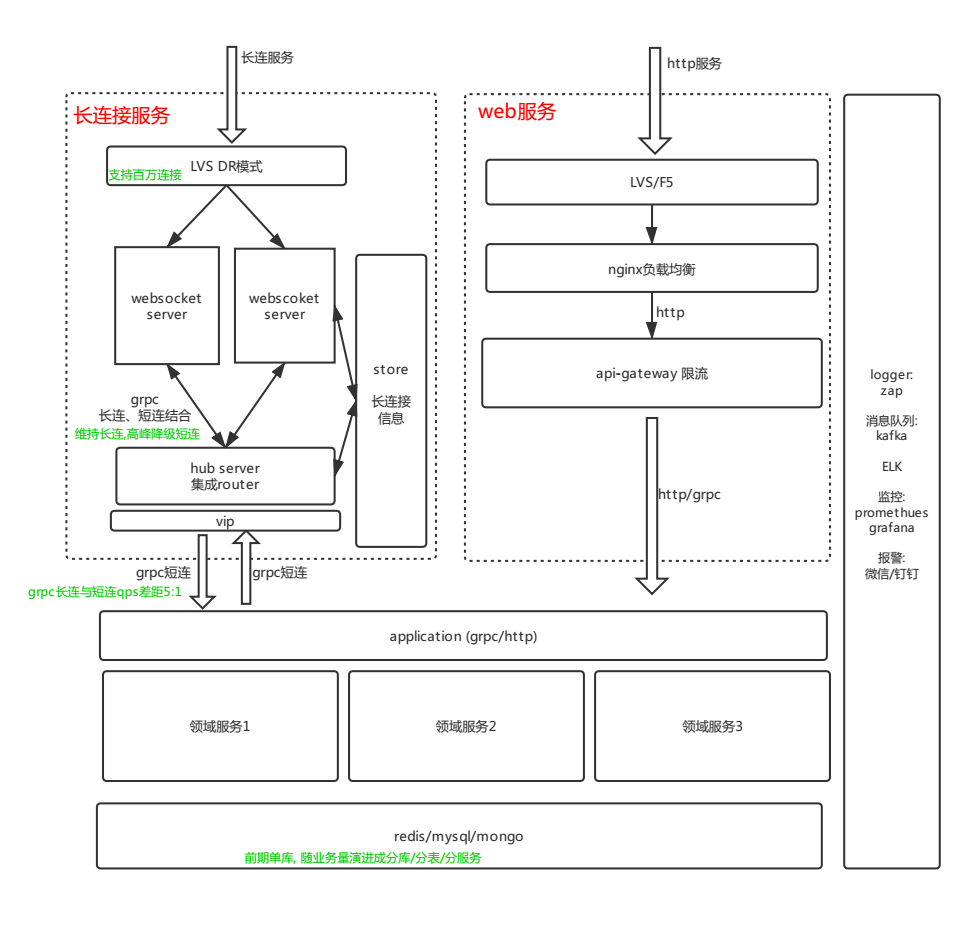 长连服务
长连接服务
LVS DR模式
支持百万连接
websocket
server
webscoket
server
store
长连接
信息
grpc
长连、短连结合
维持长连,高峰降级短连
hub server
集成router
vip
grpc短连
grpc短连
grpc长连与短连qps差距5:1
http服务
web服务
LVS/F5
nginx负载均衡
http
api-gateway 限流
http/grpc
application (grpc/http)
领域服务1
领域服务2
领域服务3
redis/mysql/mongo
前期单库, 随业务量演进成分库/分表/分服务
logger:
zap
消息队列:
kafka
ELK
监控:
promethues
grafana
报警:
微信/钉钉